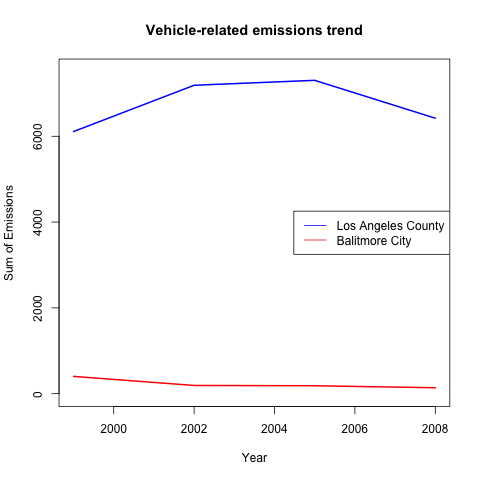 Vehicle-related emissions trend
Sum of Emissions
6000
4000
2000
0
Los Angeles County
Balitmore City
2000 2002 2004 2006 2008
Year